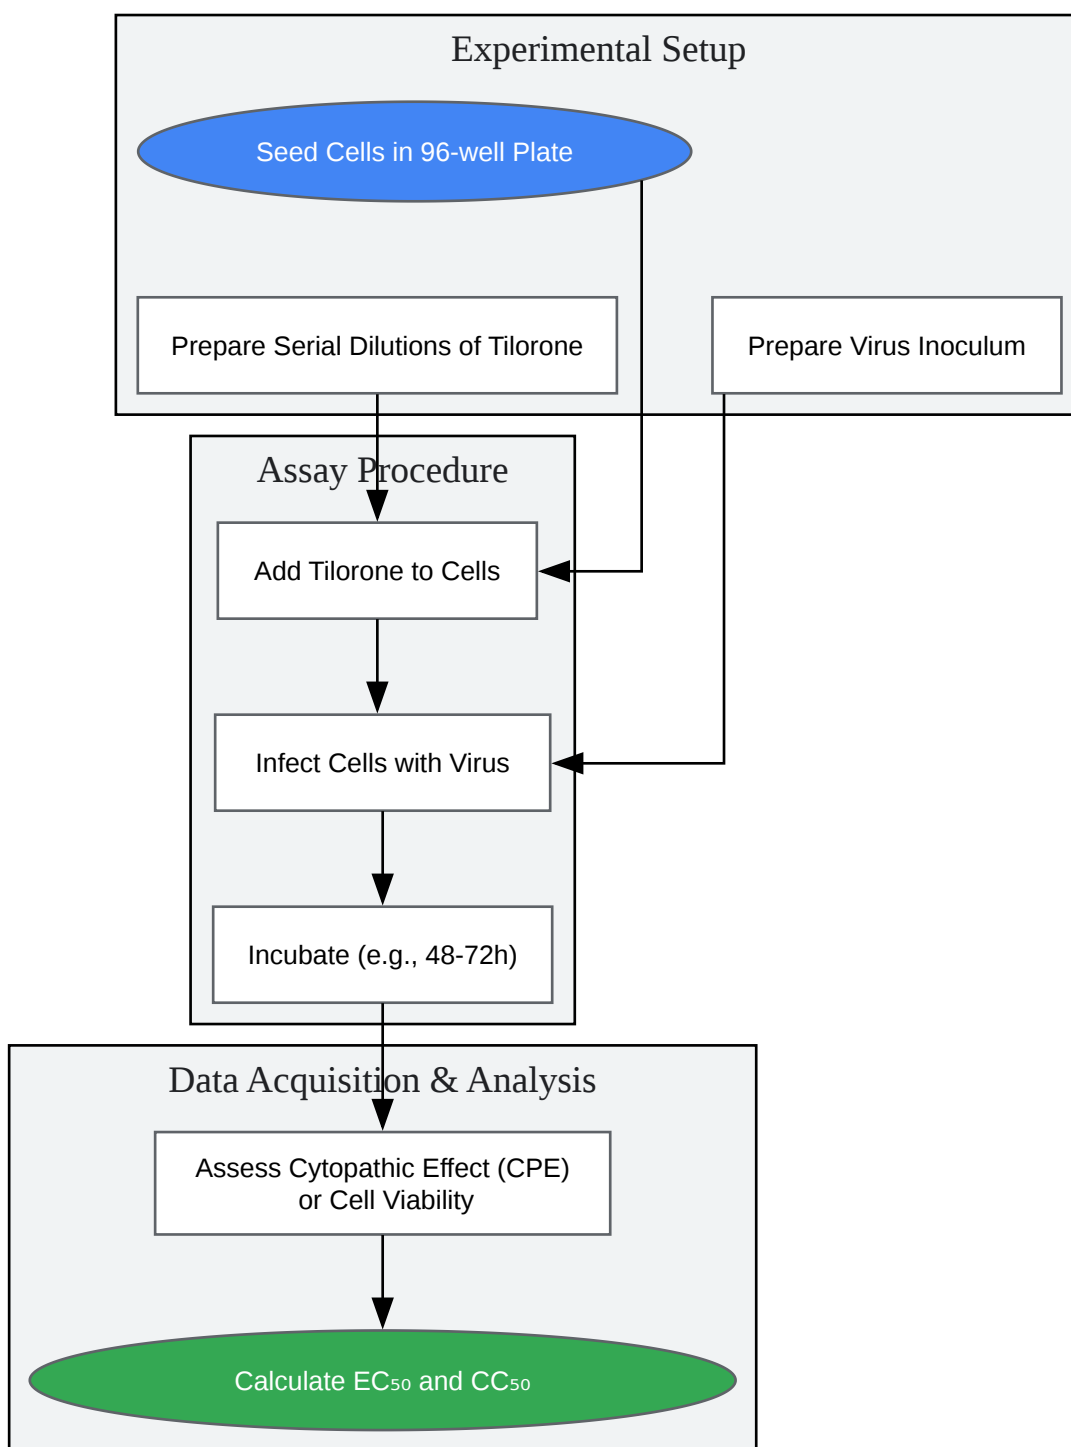 Experimental Setup
Seed Cells in 96-well Plate
Prepare Serial Dilutions of Tilorone
Prepare Virus Inoculum
Assay Procedure
Add Tilorone to Cells
Infect Cells with Virus
Incubate (e.g., 48-72h)
Data Acquisition & Analysis
Assess Cytopathic Effect (CPE)
or Cell Viability
Calculate EC₅₀ and CC₅₀